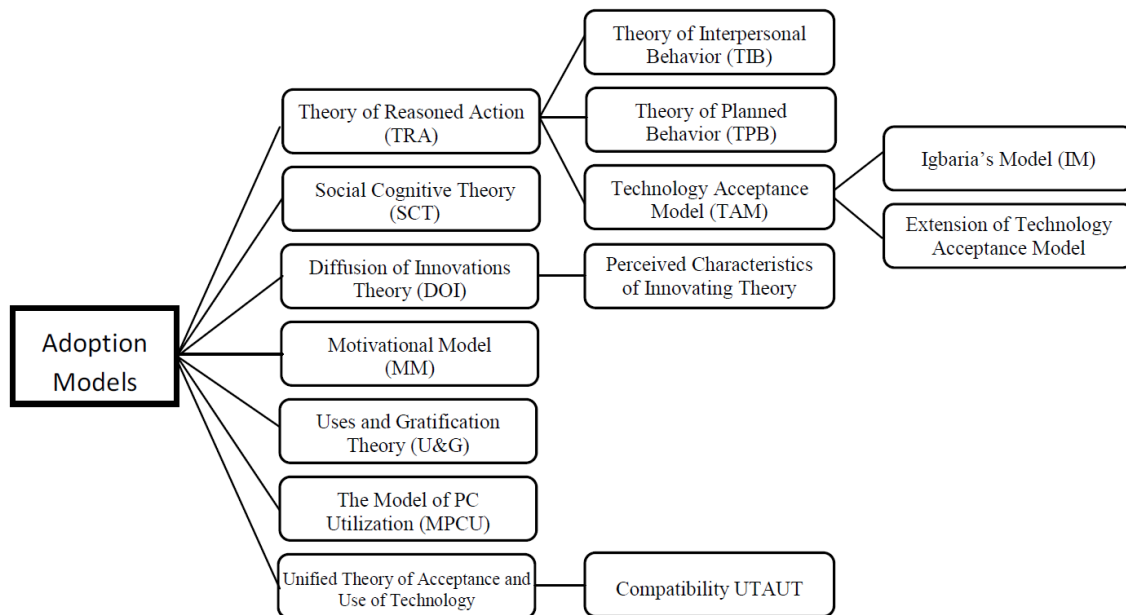 Adoption
Models
Theory of Reasoned Action
(TRA)
Social Cognitive Theory
(SCT)
Diffusion of Innovations
Theory (DOI)
Motivational Model
(MM)
Uses and Gratification
Theory (U&G)
The Model of PC
Utilization (MPCU)
Unified Theory of Acceptance and
Use of Technology
Theory of Interpersonal
Behavior (TIB)
Theory of Planned
Behavior (TPB)
Technology Acceptance
Model (TAM)
Perceived Characteristics
of Innovating Theory
Compatibility UTAUT
Igbaria's Model (IM)
Extension of Technology
Acceptance Model